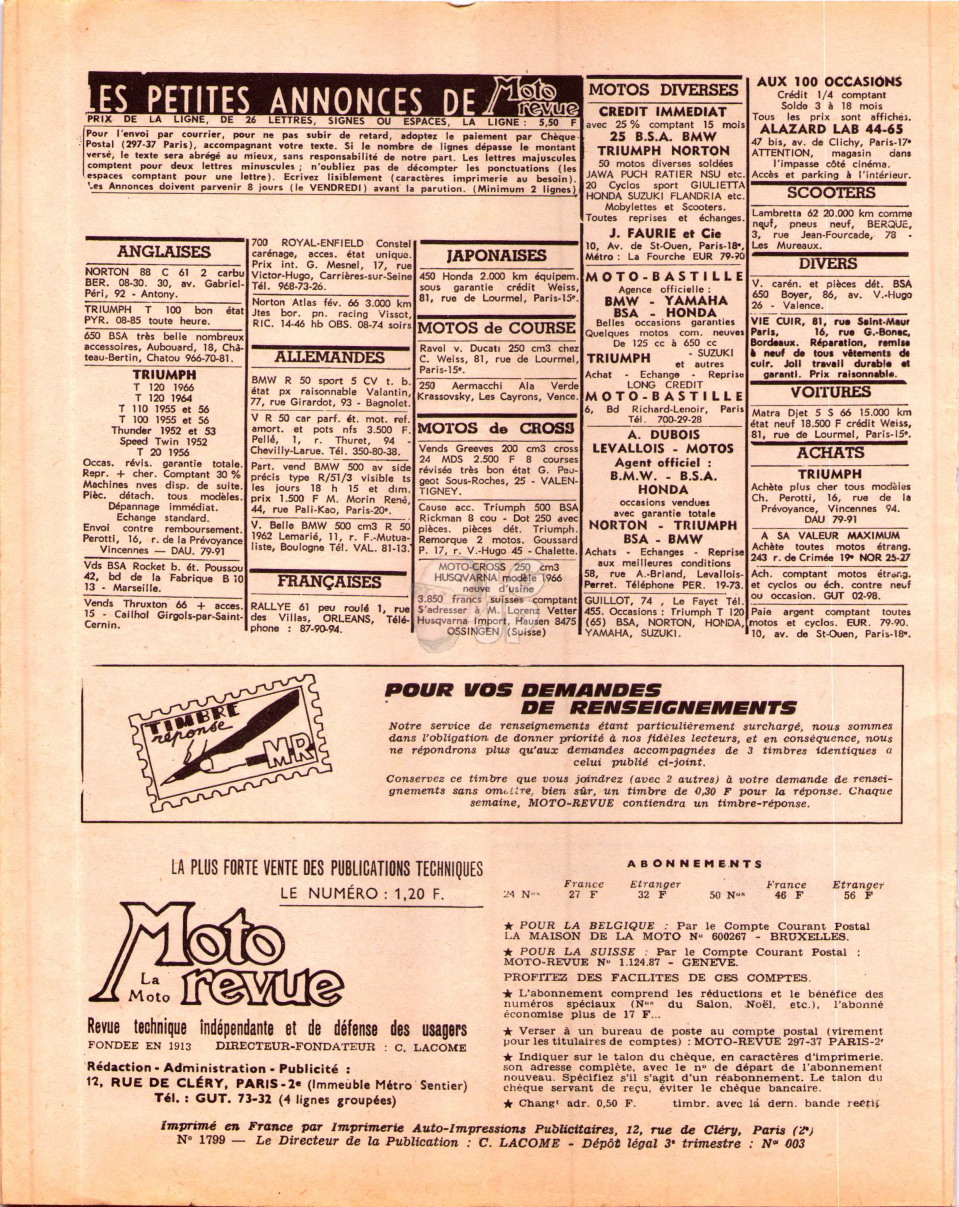 LES PETITES ANNONCES DE Moto revue
PRIX DE LA LIGNE, DE 26 LETTRES, SIGNES OU ESPACES, LA LIGNE : 5,50 F
Pour l'envoi par courrier, pour ne pas subir de retard, adoptez le paiement par Chèque
Postal (297-37 Paris), accompagnant votre texte. Si le nombre de lignes dépasse le montant
versé, le texte sera abrégé au mieux, sans responsabilité de notre part. Les lettres majuscules
comptent pour deux lettres minuscules ; n'oubliez pas de décompter les ponctuations (les
espaces comptant pour une lettre). Ecrivez lisiblement (caractères imprimerie au besoin).
Les Annonces doivent parvenir 8 jours (le VENDREDI) avant la parution. (Minimum 2 lignes)
ANGLAISES
NORTON 88 C 61 2 carbu
BER. 08-30. 30, av. Gabriel-
Péri, 92 - Antony.
TRIUMPH T 100 bon état
PYR. 08-85 toute heure.
650 BSA très belle nombreux
accessoires, Aubouard, 18, Châ-
teau-Bertin, Chatou 966-70-81.
TRIUMPH
T 120 1966
T 120 1964
T 110 1955 et 56
T 100 1955 et 56
Thunder 1952 et 53
Speed Twin 1952
T 20 1956
Occas. révis. garantie totale.
Repr. + cher. Comptant 30 %
Machines nves disp. de suite.
Pièc. détach. tous modèles.
Dépannage immédiat.
Echange standard.
Envoi contre remboursement.
Perotti, 16, r. de la Prévoyance
Vincennes — DAU. 79-91
Vds BSA Rocket b. ét. Poussou
42, bd de la Fabrique B 10
13 - Marseille.
Vends Thruxton 66 + acces.
15 - Cailhol Girgols-par-Saint-
Cernin.
700 ROYAL-ENFIELD Constel
carénage, acces. état unique.
Prix int. G. Mesnel, 17, rue
Victor-Hugo, Carrières-sur-Seine
Tél. 968-73-26.
Norton Atlas fév. 66 3.000 km
Jtes bor. pn. racing Vissot,
RIC. 14-46 hb OBS. 08-74 soirs
ALLEMANDES
BMW R 50 sport 5 CV t. b.
état px raisonnable Valantin,
77, rue Girardot, 93 - Bagnolet.
V R 50 car parf. ét. mot. ref.
amort. et pots nfs 3.500 F.
Pellé, 1, r. Thuret, 94 -
Chevilly-Larue. Tél. 350-80-38.
Part. vend BMW 500 av side
précis type R/51/3 visible ts
les jours 18 h 15 et dim.
prix 1.500 F M. Morin René,
44, rue Pali-Kao, Paris-20e.
V. Belle BMW 500 cm3 R 50
1962 Lemarié, 11, r. F.-Mutua-
liste, Boulogne Tél. VAL. 81-13.
FRANÇAISES
RALLYE 61 peu roulé 1, rue
des Villas, ORLEANS, Télé-
phone : 87-90-94.
JAPONAISES
450 Honda 2.000 km équipem.
sous garantie crédit Weiss,
81, rue de Lourmel, Paris-15e.
MOTOS de COURSE
Ravol v. Ducati 250 cm3 chez
C. Weiss, 81, rue de Lourmel,
Paris-15e.
250 Aermacchi Ala Verde
Krassovsky, Les Cayrons, Vence.
MOTOS de CROSS
Vends Greeves 200 cm3 cross
24 MDS 2.500 F 8 courses
révisée très bon état G. Peu-
geot Sous-Roches, 25 - VALEN-
TIGNEY.
Cause acc. Triumph 500 BSA
Rickman 8 cou - Dot 250 avec
pièces. pièces dét. Triumph.
Remorque 2 motos. Goussard
P. 17, r. V.-Hugo 45 - Chalette.
MOTO-CROSS 250 cm3
HUSQVARNA modèle 1966
neuve d'usine
3.850 francs suisses comptant
S'adresser à M. Lorenz Vetter
Husqvarna Import, Hausen 8475
OSSINGEN (Suisse)
MOTOS DIVERSES
CREDIT IMMEDIAT
avec 25 % comptant 15 mois
25 B.S.A. BMW
TRIUMPH NORTON
50 motos diverses soldées
JAWA PUCH RATIER NSU etc.
20 Cyclos sport GIULIETTA
HONDA SUZUKI FLANDRIA etc.
Mobylettes et Scooters.
Toutes reprises et échanges.
J. FAURIE et Cie
10, Av. de St-Ouen, Paris-18e,
Métro : La Fourche EUR 79-90
MOTO-BASTILLE
Agence officielle :
BMW - YAMAHA
BSA - HONDA
Belles occasions garanties
Quelques motos com. neuves
De 125 cc à 650 cc
TRIUMPH - SUZUKI
et autres
Achat - Echange - Reprise
LONG CREDIT
MOTO-BASTILLE
6, Bd Richard-Lenoir, Paris
Tél. 700-29-28
A. DUBOIS
LEVALLOIS - MOTOS
Agent officiel :
B.M.W. - B.S.A.
HONDA
occasions vendues
avec garantie totale
NORTON - TRIUMPH
BSA - BMW
Achats - Echanges - Reprise
aux meilleures conditions
58, rue A.-Briand, Levallois-
Perret. Téléphone PER. 19-73.
GUILLOT, 74, Le Fayet Tél.
455. Occasions : Triumph T 120
(65) BSA, NORTON, HONDA,
YAMAHA, SUZUKI.
AUX 100 OCCASIONS
Crédit 1/4 comptant
Solde 3 à 18 mois
Tous les prix sont affichés.
ALAZARD LAB 44-65
47 bis, av. de Clichy, Paris-17e
ATTENTION, magasin dans
l'impasse côté cinéma.
Accès et parking à l'intérieur.
SCOOTERS
Lambretta 62 20.000 km comme
neuf, pneus neuf, BERQUE,
3, rue Jean-Fourcade, 78 -
Les Mureaux.
DIVERS
V. carén. et pièces dét. BSA
650 Boyer, 86, av. V.-Hugo
26 - Valence.
VIE CUIR, 81, rue Saint-Maur
Paris, 16, rue G.-Bonac,
Bordeaux. Réparation, remise
à neuf de tous vêtements de
cuir. Joli travail durable et
garanti. Prix raisonnable.
VOITURES
Matra Djet 5 S 66 15.000 km
état neuf 18.500 F crédit Weiss,
81, rue de Lourmel, Paris-15e.
ACHATS
TRIUMPH
Achète plus cher tous modèles
Ch. Perotti, 16, rue de la
Prévoyance, Vincennes 94.
DAU 79-91
A SA VALEUR MAXIMUM
Achète toutes motos étrang.
243 r. de Crimée 19e NOR 25-27
Ach. comptant motos étrang.
et cyclos ou éch. contre neuf
ou occasion. GUT 02-98.
Paie argent comptant toutes
motos et cyclos. EUR. 79-90.
10, av. de St-Ouen, Paris-18e.
TIMBRE
réponse
M.R.
POUR VOS DEMANDES
DE RENSEIGNEMENTS
Notre service de renseignements étant particulièrement surchargé, nous sommes
dans l'obligation de donner priorité à nos fidèles lecteurs, et en conséquence, nous
ne répondrons plus qu'aux demandes accompagnées de 3 timbres identiques a
celui publié ci-joint.
Conservez ce timbre que vous joindrez (avec 2 autres) à votre demande de rensei-
gnements sans omettre, bien sûr, un timbre de 0,30 F pour la réponse. Chaque
semaine, MOTO-REVUE contiendra un timbre-réponse.
LA PLUS FORTE VENTE DES PUBLICATIONS TECHNIQUES
LE NUMÉRO : 1,20 F.
Moto
La Moto revue
Revue technique indépendante et de défense des usagers
FONDEE EN 1913 DIRECTEUR-FONDATEUR : C. LACOME
Rédaction - Administration - Publicité :
12, RUE DE CLÉRY, PARIS-2e (Immeuble Métro Sentier)
Tél. : GUT. 73-32 (4 lignes groupées)
ABONNEMENTS
France Etranger France Etranger
24 Nos 27 F 32 F 50 Nos 46 F 56 F
★ POUR LA BELGIQUE : Par le Compte Courant Postal
LA MAISON DE LA MOTO No 600267 - BRUXELLES.
★ POUR LA SUISSE : Par le Compte Courant Postal :
MOTO-REVUE No 1.124.87 - GENEVE.
PROFITEZ DES FACILITES DE CES COMPTES.
★ L'abonnement comprend les réductions et le bénéfice des
numéros spéciaux (Nos du Salon, Noël, etc.), l'abonné
économise plus de 17 F...
★ Verser à un bureau de poste au compte postal (virement
pour les titulaires de comptes) : MOTO-REVUE 297-37 PARIS-2e
★ Indiquer sur le talon du chèque, en caractères d'imprimerie.
son adresse complète, avec le no de départ de l'abonnement
nouveau. Spécifiez s'il s'agit d'un réabonnement. Le talon du
chèque servant de reçu, éviter le chèque bancaire.
★ Changt adr. 0,50 F. timbr. avec la dern. bande rectif
Imprimé en France par Imprimerie Auto-Impressions Publicitaires, 12, rue de Cléry, Paris (2e)
No 1799 — Le Directeur de la Publication : C. LACOME - Dépôt légal 3e trimestre : No 003